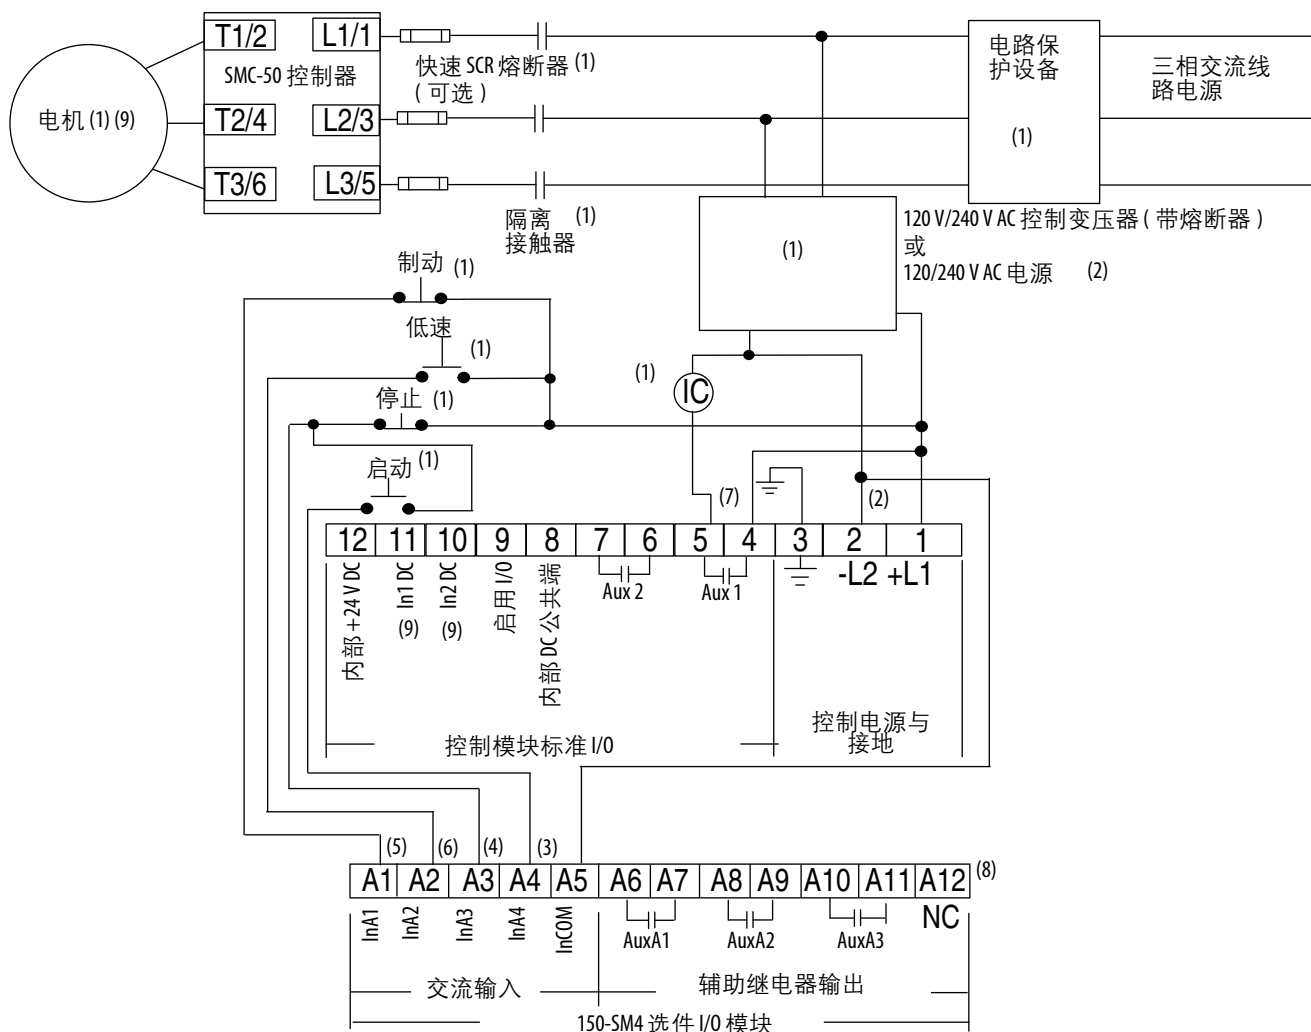 T1/2
L1/1
SMC-50 控制器
快速 SCR 熔断器 (1)
( 可选 )
电路保
护设备
(1)
三相交流线
路电源
电机 (1) (9)
T2/4
L2/3
T3/6
L3/5
隔离 (1)
接触器
(1)
120 V/240 V AC 控制变压器 ( 带熔断器 )
或
120/240 V AC 电源 (2)
制动 (1)
低速
(1)
停止 (1)
(1)
IC
启动 (1)
(7)
(2)
12 11 10 9 8 7 6 5 4 3 2 1
-L2 +L1
内部 +24 V DC
In1 DC
(9)
In2 DC
(9)
启用 I/O
内部 DC 公共端
Aux 2
Aux 1
控制模块标准 I/O
控制电源与
接地
(5)
(6)
(4)
(3)
(8)
A1 A2 A3 A4 A5 A6 A7 A8 A9 A10 A11 A12
InA1
InA2
InA3
InA4
InCOM
AuxA1
AuxA2
AuxA3
NC
交流输入
辅助继电器输出
150-SM4 选件 I/O 模块